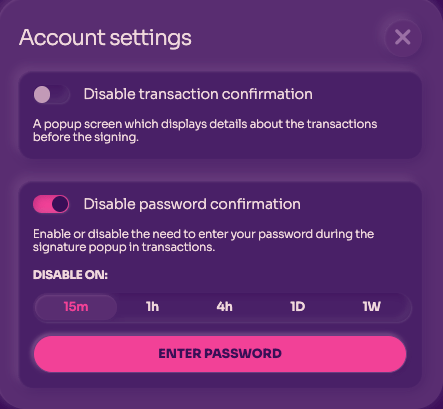 Account settings
Disable transaction confirmation
A popup screen which displays details about the transactions
before the signing.
Disable password confirmation
Enable or disable the need to enter your password during the
signature popup in transactions.
DISABLE ON:
15m 1h 4h 1D 1W
ENTER PASSWORD